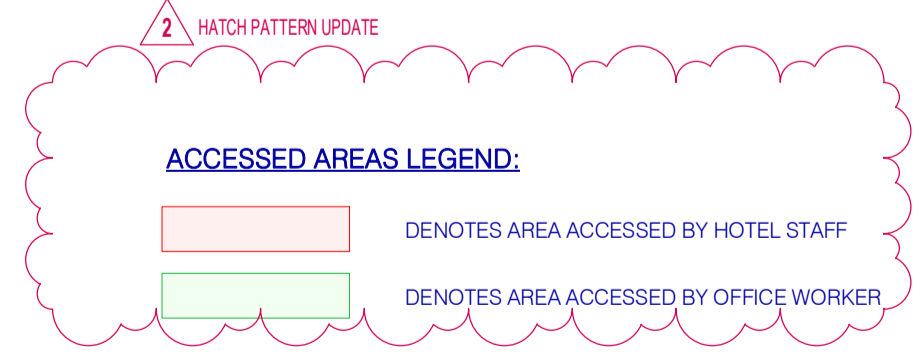 2 HATCH PATTERN UPDATE
ACCESSED AREAS LEGEND:
DENOTES AREA ACCESSED BY HOTEL STAFF
DENOTES AREA ACCESSED BY OFFICE WORKER